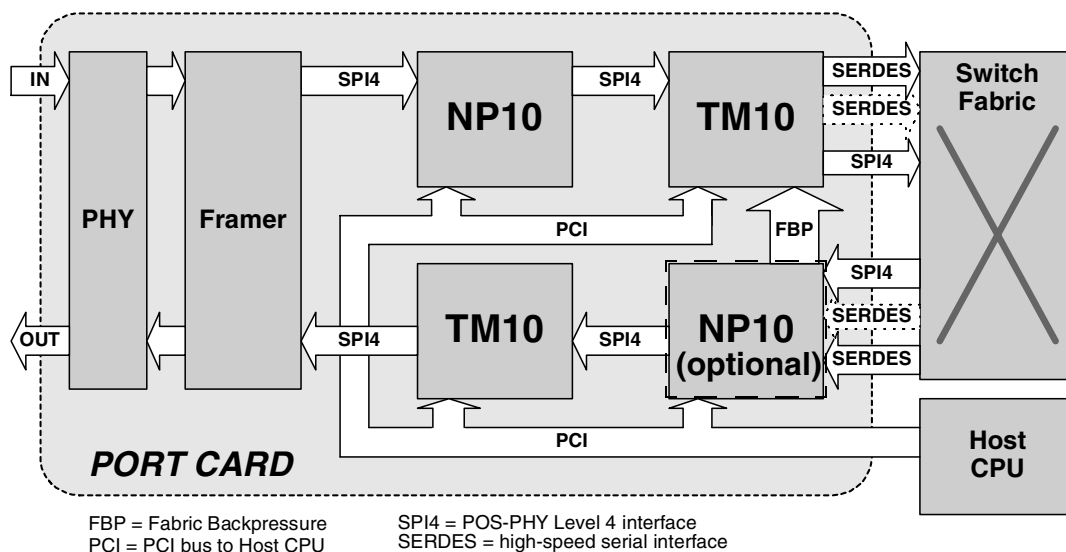 IN
SPI4
SPI4
SERDES
SERDES
SPI4
NP10
TM10
Switch
Fabric
PHY
Framer
PCI
FBP
SPI4
SERDES
SERDES
OUT
SPI4
TM10
SPI4
NP10
(optional)
PCI
Host
CPU
PORT CARD
FBP = Fabric Backpressure
PCI = PCI bus to Host CPU
SPI4 = POS-PHY Level 4 interface
SERDES = high-speed serial interface